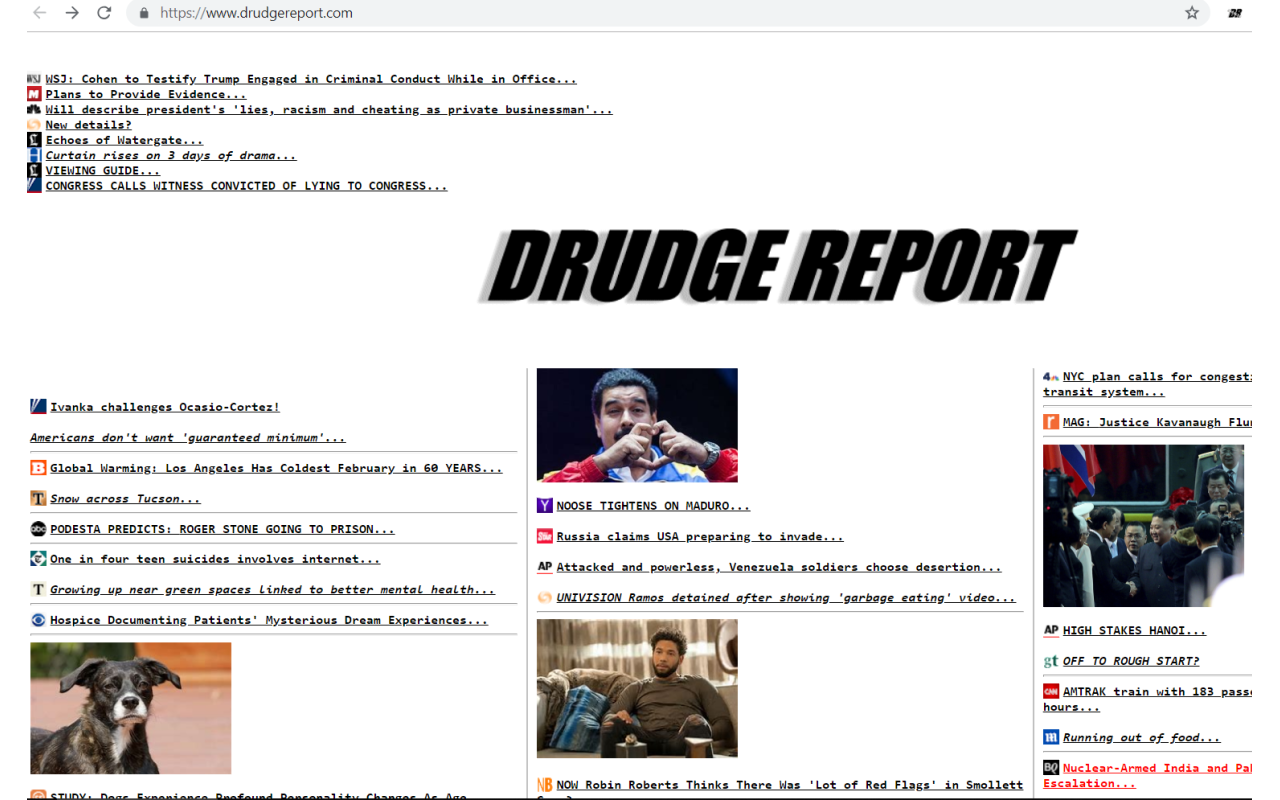 https://www.drudgereport.com
WSJ: Cohen to Testify Trump Engaged in Criminal Conduct While in Office...
Plans to Provide Evidence...
Will describe president's 'lies, racism and cheating as private businessman'...
New details?
Echoes of Watergate...
Curtain rises on 3 days of drama...
VIEWING GUIDE...
CONGRESS CALLS WITNESS CONVICTED OF LYING TO CONGRESS...
DRUDGE REPORT
Ivanka challenges Ocasio-Cortez!
Americans don't want 'guaranteed minimum'...
Global Warming: Los Angeles Has Coldest February in 60 YEARS...
Snow across Tucson...
PODESTA PREDICTS: ROGER STONE GOING TO PRISON...
One in four teen suicides involves internet...
Growing up near green spaces linked to better mental health...
Hospice Documenting Patients' Mysterious Dream Experiences...
STUDY: Dogs Experience Profound Personality Changes As Age
NOOSE TIGHTENS ON MADURO...
Russia claims USA preparing to invade...
AP Attacked and powerless, Venezuela soldiers choose desertion...
UNIVISION Ramos detained after showing 'garbage eating' video...
NB NOW Robin Roberts Thinks There Was 'Lot of Red Flags' in Smollett
NYC plan calls for
transit system...
MAG: Justice Kavanaugh
AP HIGH STAKES HANOI...
gt OFF TO ROUGH START?
CNN AMTRAK train with 183
hours...
Running out of food...
BQ Nuclear-Armed India and
Escalation...